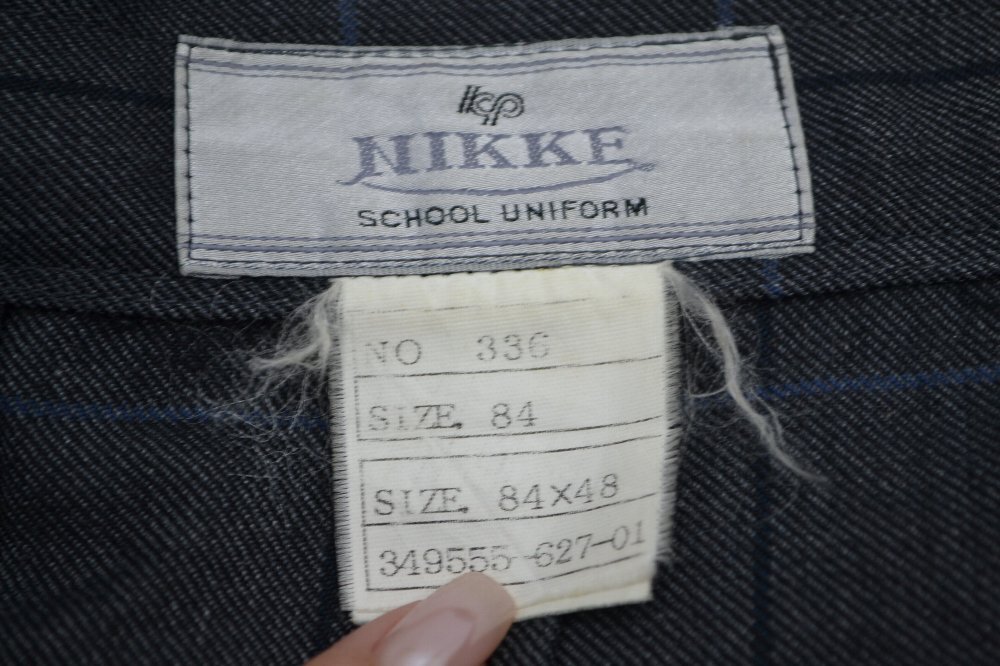 NIKKE
SCHOOL UNIFORM
NO 336
SIZE. 84
SIZE. 84X48
349555-627-01